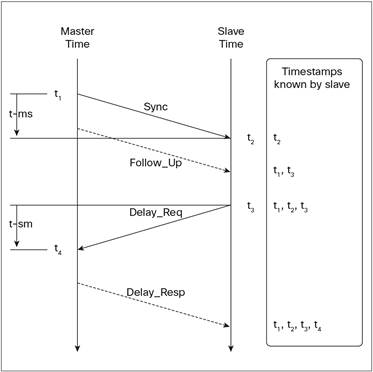 Master
Time
Slave
Time
Timestamps
known by slave
t1
Sync
t-ms
t2
t2
Follow_Up
t1, t3
Delay_Req
t3
t1, t2, t3
t-sm
t4
Delay_Resp
t1, t2, t3, t4